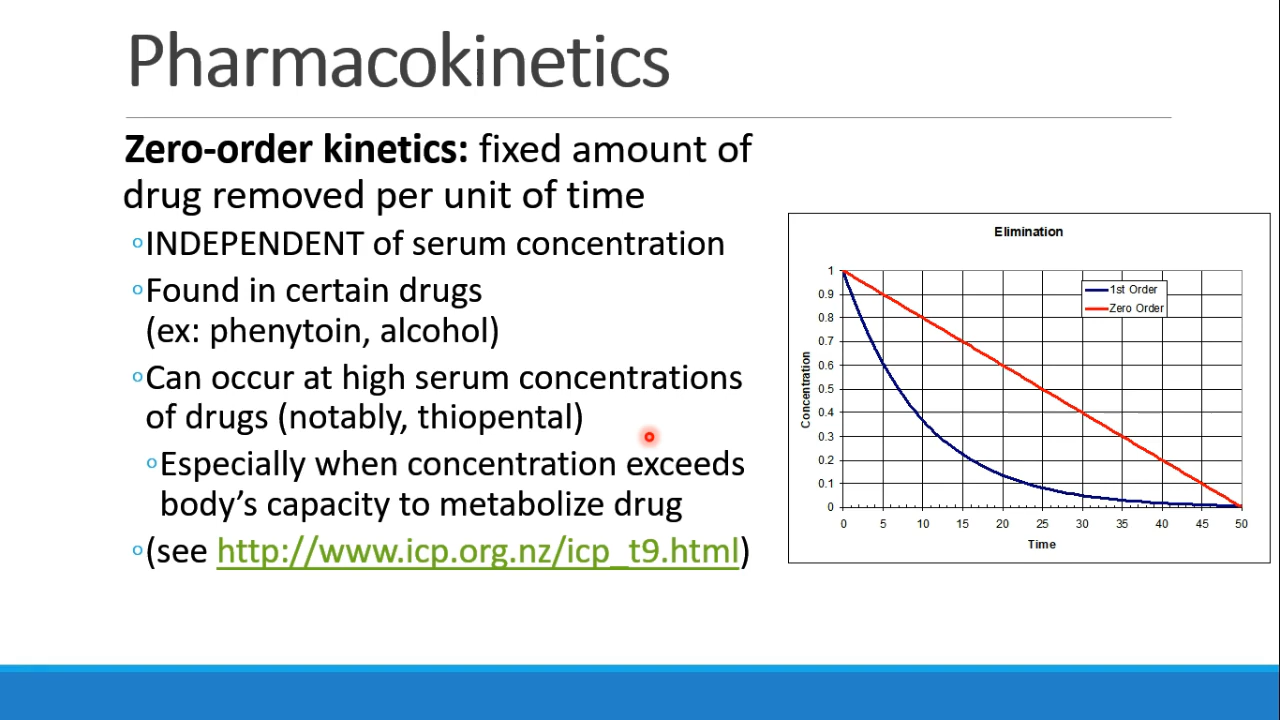 Pharmacokinetics
Zero-order kinetics: fixed amount of
drug removed per unit of time
INDEPENDENT of serum concentration
Found in certain drugs
(ex: phenytoin, alcohol)
Can occur at high serum concentrations
of drugs (notably, thiopental)
Especially when concentration exceeds
body's capacity to metabolize drug
(see http://www.icp.org.nz/icp_t9.html)
Elimination
1st Order
Zero Order
Concentration
1
0.9
0.8
0.7
0.6
0.5
0.4
0.3
0.2
0.1
0
0 5 10 15 20 25 30 35 40 45 50
Time